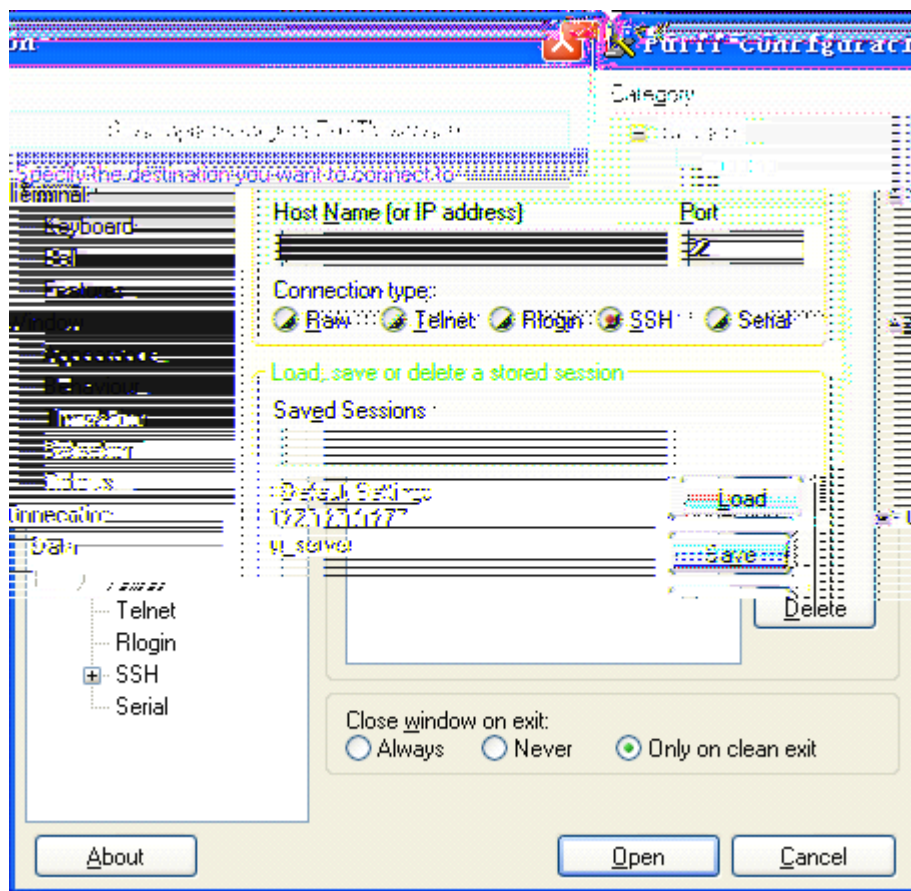 Category
Specify the destination you want to connect to
Terminal
Keyboard
Bell
Features
Window
Behaviour
Host Name (or IP address) Port
22
Connection type:
Raw Telnet Rlogin SSH Serial
Load, save or delete a stored session
Saved Sessions
Default Settings
Load
Save
Delete
Data
Telnet
Rlogin
SSH
Serial
Close window on exit:
Always Never Only on clean exit
About Open Cancel